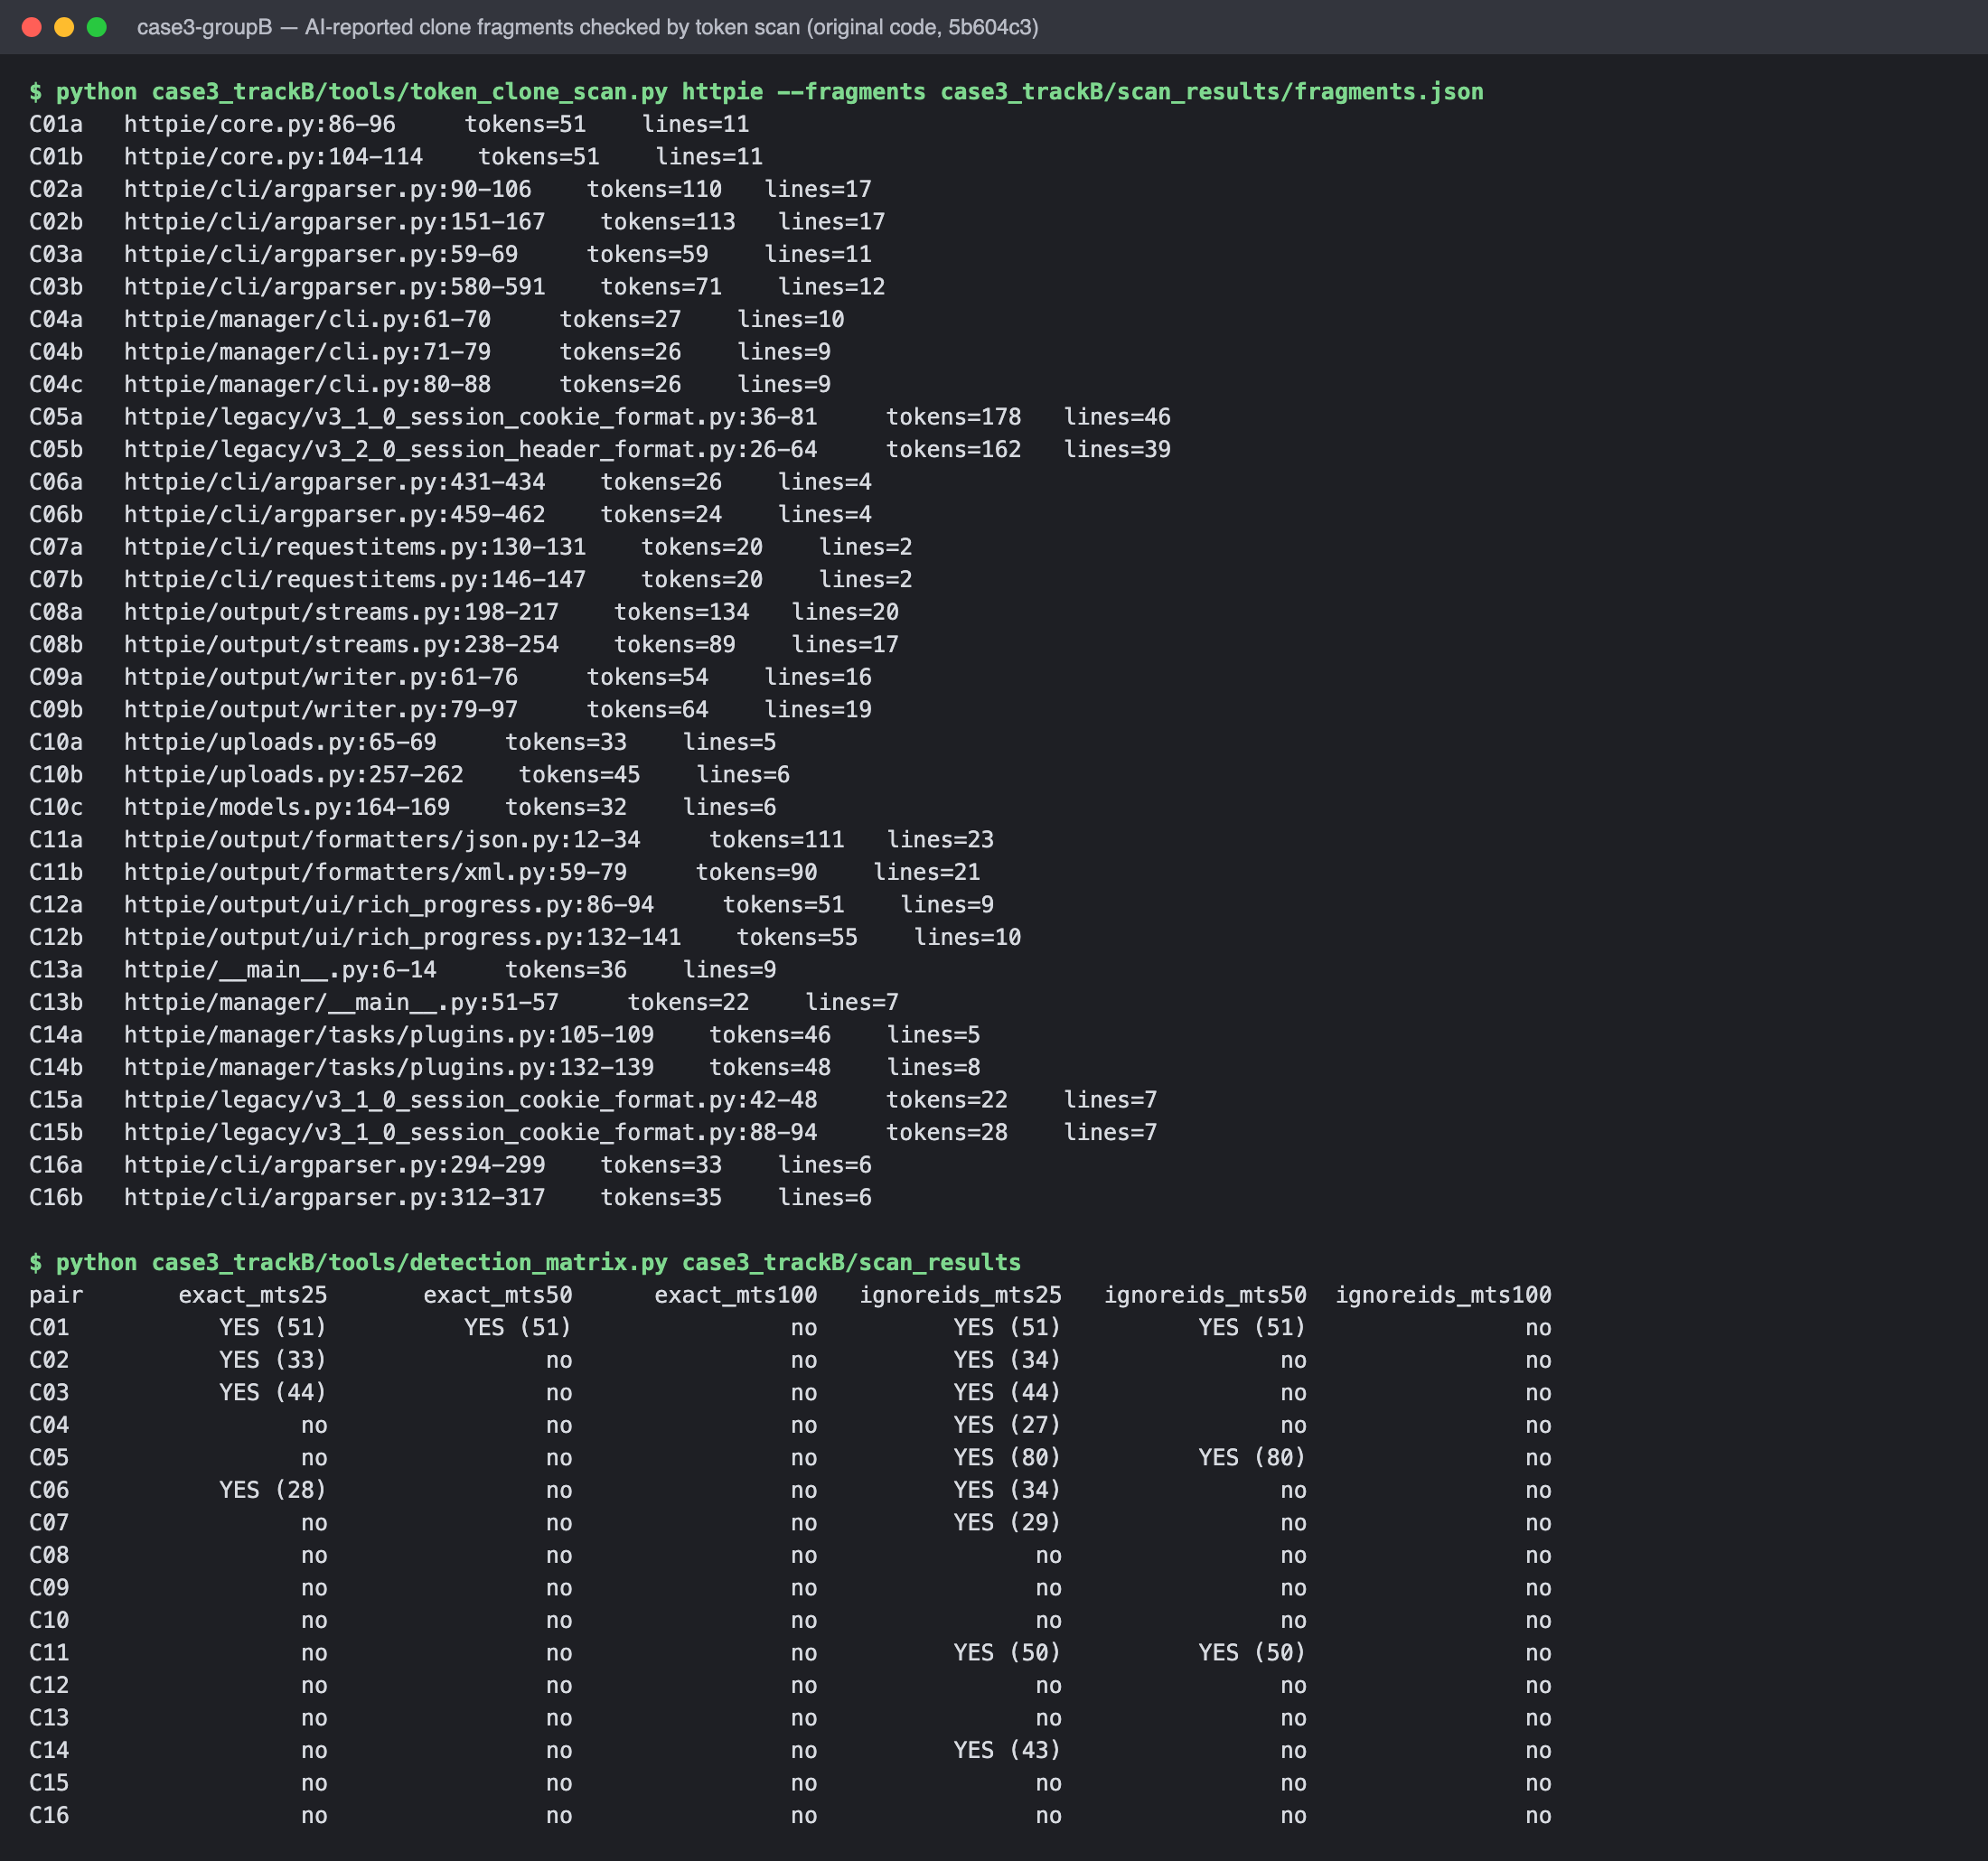 case3-groupB — AI-reported clone fragments checked by token scan (original code, 5b604c3)
$ python case3_trackB/tools/token_clone_scan.py httpie --fragments case3_trackB/scan_results/fragments.json
C01a httpie/core.py:86-96 tokens=51 lines=11
C01b httpie/core.py:104-114 tokens=51 lines=11
C02a httpie/cli/argparser.py:90-106 tokens=110 lines=17
C02b httpie/cli/argparser.py:151-167 tokens=113 lines=17
C03a httpie/cli/argparser.py:59-69 tokens=59 lines=11
C03b httpie/cli/argparser.py:580-591 tokens=71 lines=12
C04a httpie/manager/cli.py:61-70 tokens=27 lines=10
C04b httpie/manager/cli.py:71-79 tokens=26 lines=9
C04c httpie/manager/cli.py:80-88 tokens=26 lines=9
C05a httpie/legacy/v3_1_0_session_cookie_format.py:36-81 tokens=178 lines=46
C05b httpie/legacy/v3_2_0_session_header_format.py:26-64 tokens=162 lines=39
C06a httpie/cli/argparser.py:431-434 tokens=26 lines=4
C06b httpie/cli/argparser.py:459-462 tokens=24 lines=4
C07a httpie/cli/requestitems.py:130-131 tokens=20 lines=2
C07b httpie/cli/requestitems.py:146-147 tokens=20 lines=2
C08a httpie/output/streams.py:198-217 tokens=134 lines=20
C08b httpie/output/streams.py:238-254 tokens=89 lines=17
C09a httpie/output/writer.py:61-76 tokens=54 lines=16
C09b httpie/output/writer.py:79-97 tokens=64 lines=19
C10a httpie/uploads.py:65-69 tokens=33 lines=5
C10b httpie/uploads.py:257-262 tokens=45 lines=6
C10c httpie/models.py:164-169 tokens=32 lines=6
C11a httpie/output/formatters/json.py:12-34 tokens=111 lines=23
C11b httpie/output/formatters/xml.py:59-79 tokens=90 lines=21
C12a httpie/output/ui/rich_progress.py:86-94 tokens=51 lines=9
C12b httpie/output/ui/rich_progress.py:132-141 tokens=55 lines=10
C13a httpie/__main__.py:6-14 tokens=36 lines=9
C13b httpie/manager/__main__.py:51-57 tokens=22 lines=7
C14a httpie/manager/tasks/plugins.py:105-109 tokens=46 lines=5
C14b httpie/manager/tasks/plugins.py:132-139 tokens=48 lines=8
C15a httpie/legacy/v3_1_0_session_cookie_format.py:42-48 tokens=22 lines=7
C15b httpie/legacy/v3_1_0_session_cookie_format.py:88-94 tokens=28 lines=7
C16a httpie/cli/argparser.py:294-299 tokens=33 lines=6
C16b httpie/cli/argparser.py:312-317 tokens=35 lines=6
$ python case3_trackB/tools/detection_matrix.py case3_trackB/scan_results
pair exact_mts25 exact_mts50 exact_mts100 ignoreids_mts25 ignoreids_mts50 ignoreids_mts100
C01 YES (51) YES (51) no YES (51) YES (51) no
C02 YES (33) no no YES (34) no no
C03 YES (44) no no YES (44) no no
C04 no no no YES (27) no no
C05 no no no YES (80) YES (80) no
C06 YES (28) no no YES (34) no no
C07 no no no YES (29) no no
C08 no no no no no no
C09 no no no no no no
C10 no no no no no no
C11 no no no YES (50) YES (50) no
C12 no no no no no no
C13 no no no no no no
C14 no no no YES (43) no no
C15 no no no no no no
C16 no no no no no no